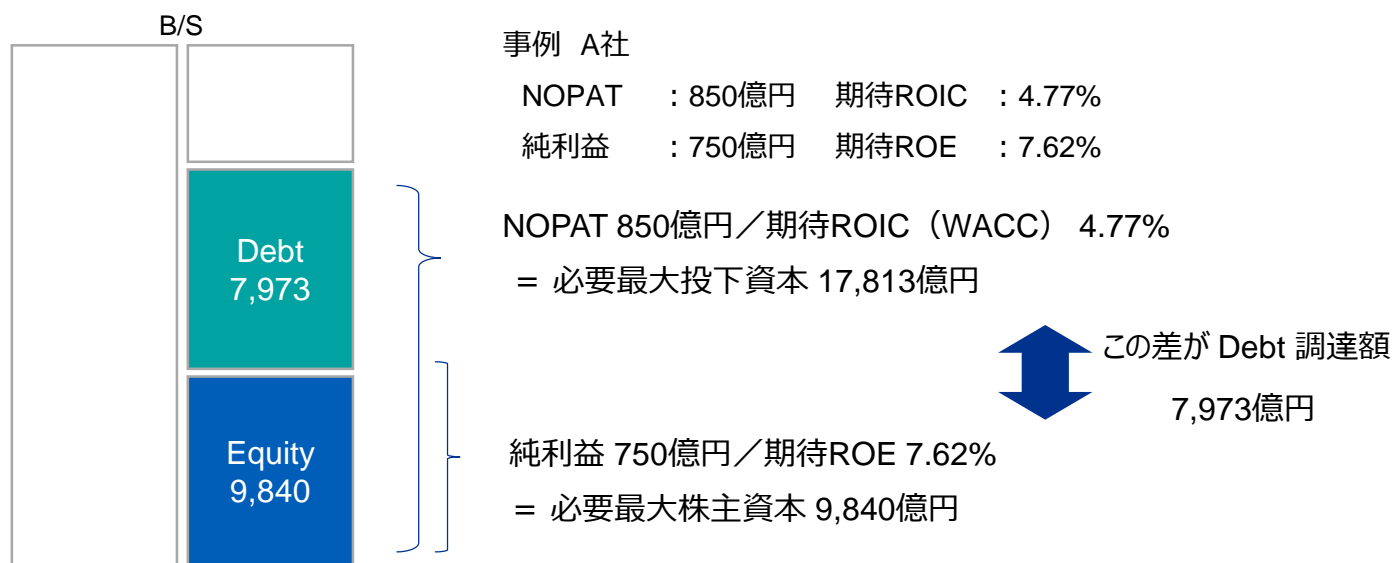 B/S
事例 A社
NOPAT :850億円 期待ROIC :4.77%
純利益 :750億円 期待ROE :7.62%
Debt
7,973
NOPAT 850億円／期待ROIC（WACC） 4.77%
= 必要最大投下資本 17,813億円
この差が Debt 調達額
7,973億円
Equity
9,840
純利益 750億円／期待ROE 7.62%
= 必要最大株主資本 9,840億円